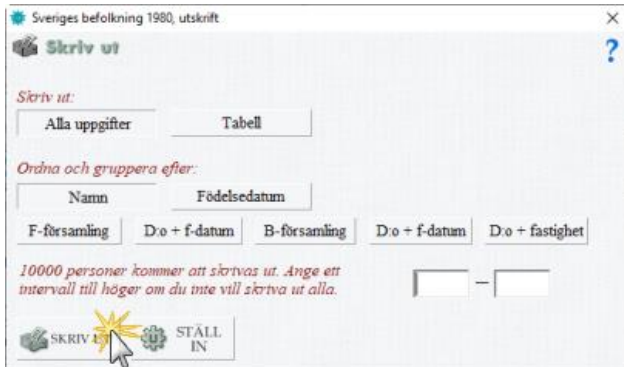 Sveriges befolkning 1980, utskrift
Skriv ut
?
Skriv ut:
Alla uppgifter Tabell
Ordna och gruppera efter:
Namn Födelsedatum
F-församling D:o + f-datum B-församling D:o + f-datum D:o + fastighet
10000 personer kommer att skrivas ut. Ange ett
intervall till höger om du inte vill skriva ut alla.
–
SKRIV STÄLL
IN